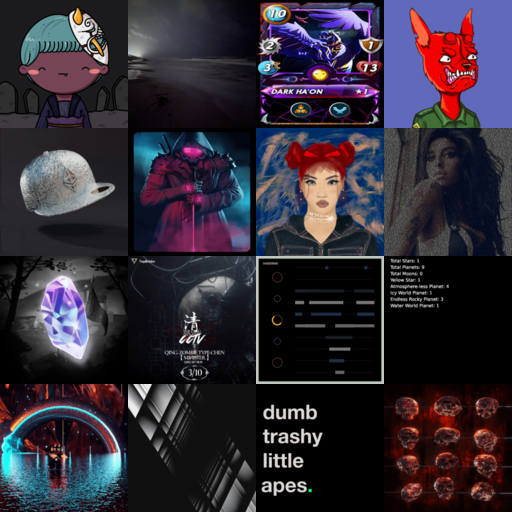 10
2
1
3
13
DARK HA'ON
★1
清
CCTV
QING ZOMBIE TYPE-CHEN
3/10
Total Stars: 1
Total Planets: 9
Total Moons: 0
Yellow Star: 1
Atmosphere-less Planet: 4
Icy World Planet: 1
Endless Rocky Planet: 3
Water World Planet: 1
dumb
trashy
little
apes.